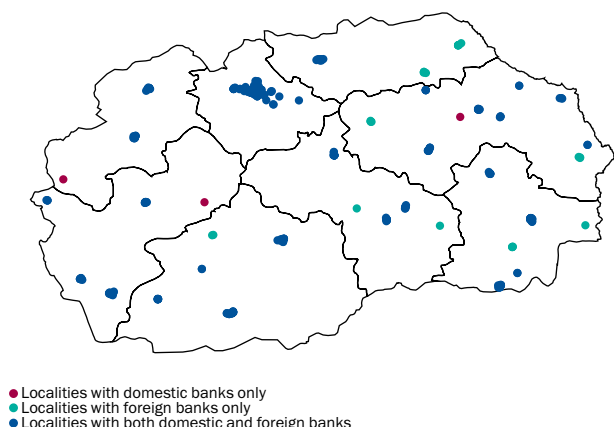 Localities with domestic banks only
Localities with foreign banks only
Localities with both domestic and foreign banks